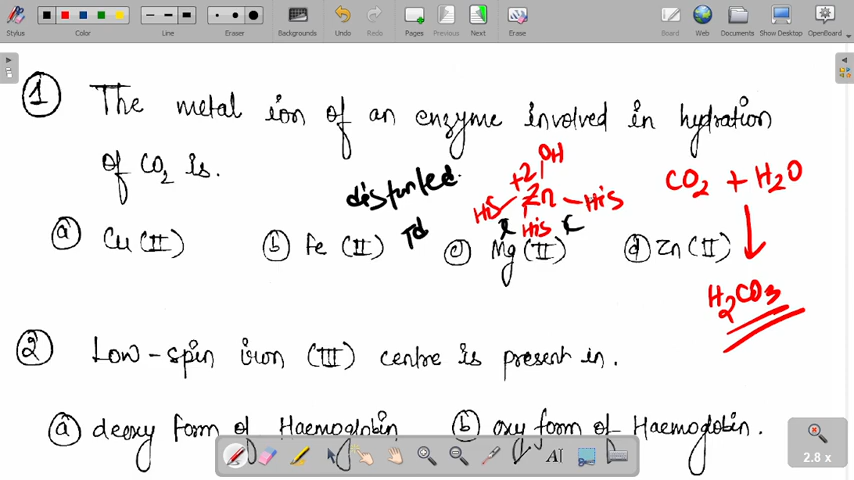 Stylus
Color
Line
Eraser
Backgrounds
Undo
Redo
Pages
Previous
Next
Erase
Board
Web
Documents
Show Desktop
OpenBoard
① The metal ion of an enzyme involved in hydration
of CO2 is.
distorted
Td
+2 OH
Zn
His
His
His
CO2 + H2O
H2CO3
ⓐ Cu (II) ⓑ Fe (II) ⓒ Mg (II) ⓓ Zn (II)
② Low-spin iron (III) centre is present in.
ⓐ deoxy form of Haemoglobin ⓑ oxy form of Haemoglobin.
2.8 x